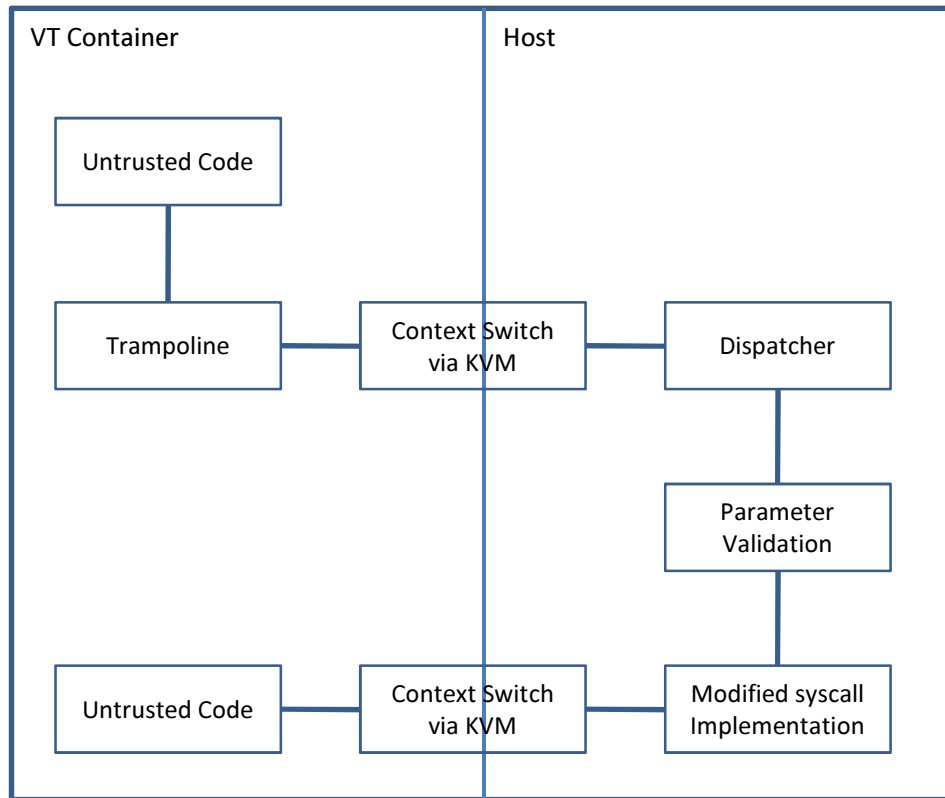 VT Container
Host
Untrusted Code
Trampoline
Context Switch
via KVM
Dispatcher
Parameter
Validation
Untrusted Code
Context Switch
via KVM
Modified syscall
Implementation